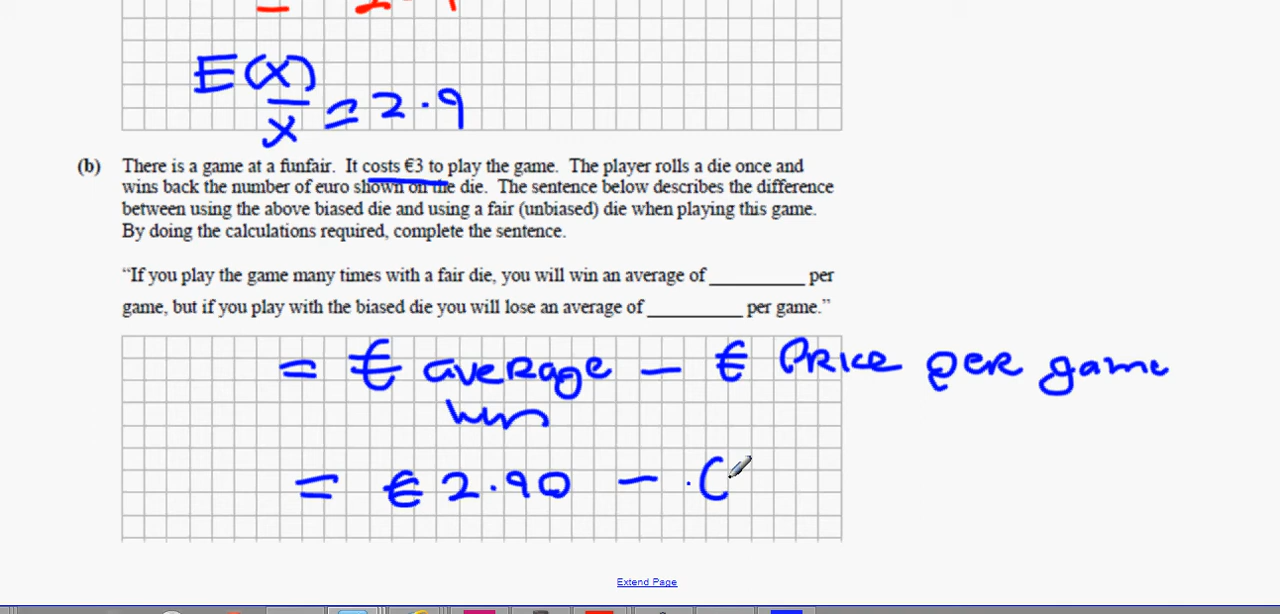 E(x)
x = 2.9
(b) There is a game at a funfair. It costs €3 to play the game. The player rolls a die once and
wins back the number of euro shown on the die. The sentence below describes the difference
between using the above biased die and using a fair (unbiased) die when playing this game.
By doing the calculations required, complete the sentence.
“If you play the game many times with a fair die, you will win an average of __________ per
game, but if you play with the biased die you will lose an average of __________ per game.”
= € average − € Price per game
win
= € 2.90 − (
Extend Page